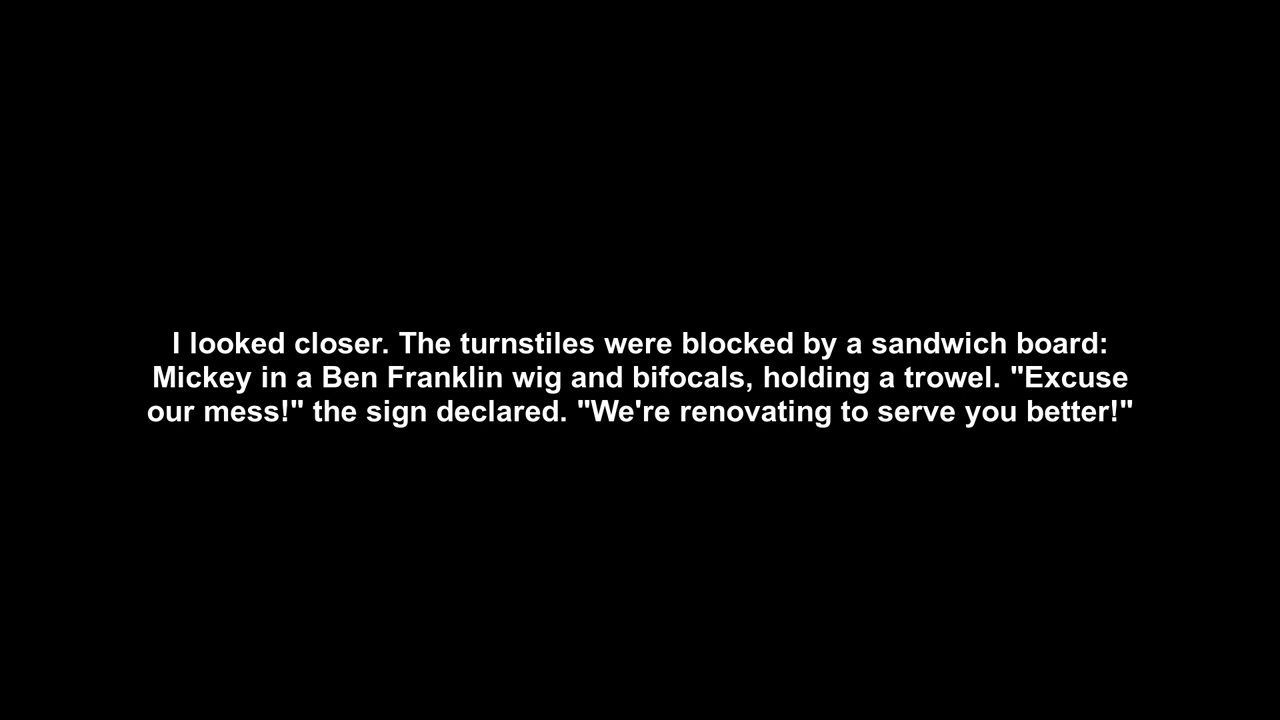 I looked closer. The turnstiles were blocked by a sandwich board:
Mickey in a Ben Franklin wig and bifocals, holding a trowel. "Excuse
our mess!" the sign declared. "We're renovating to serve you better!"